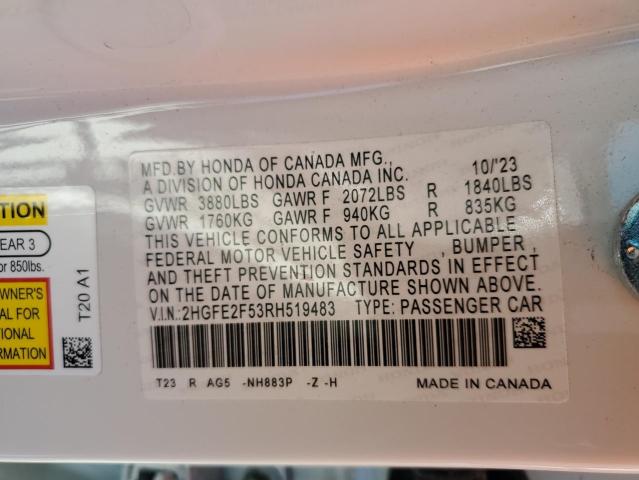 MFD.BY HONDA OF CANADA MFG., 10/'23
A DIVISION OF HONDA CANADA INC.
GVWR 3880LBS GAWR F 2072LBS R 1840LBS
GVWR 1760KG GAWR F 940KG R 835KG
THIS VEHICLE CONFORMS TO ALL APPLICABLE
FEDERAL MOTOR VEHICLE SAFETY , BUMPER ,
AND THEFT PREVENTION STANDARDS IN EFFECT
ON THE DATE OF MANUFACTURE SHOWN ABOVE.
V.I.N.:2HGFE2F53RH519483 TYPE: PASSENGER CAR
T23 R AG5 -NH883P -Z -H MADE IN CANADA
TION
EAR 3
or 850lbs.
WNER'S
AL FOR
TIONAL
RMATION
T20 A1